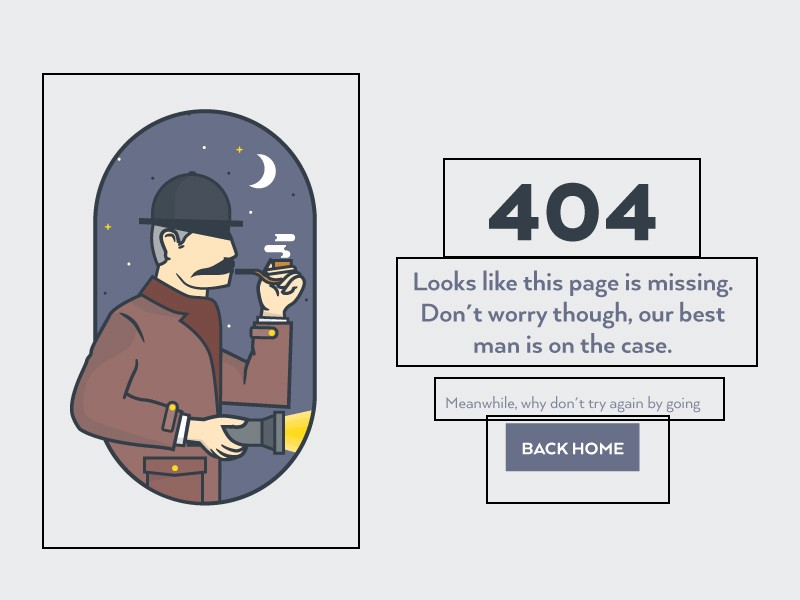 404
Looks like this page is missing.
Don´t worry though, our best
man is on the case.
Meanwhile, why don´t try again by going
BACK HOME